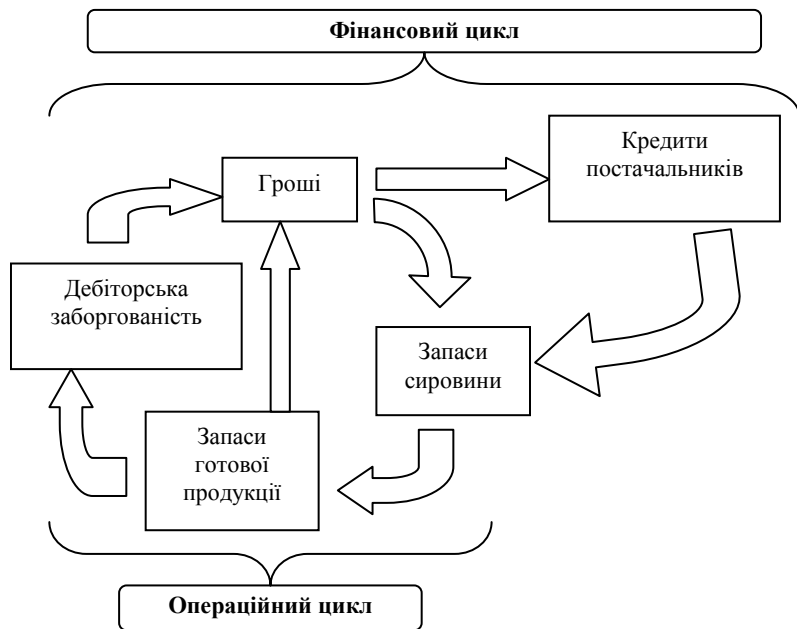 Фінансовий цикл
Кредити
постачальників
Гроші
Дебіторська
заборгованість
Запаси
сировини
Запаси
готової
продукції
Операційний цикл